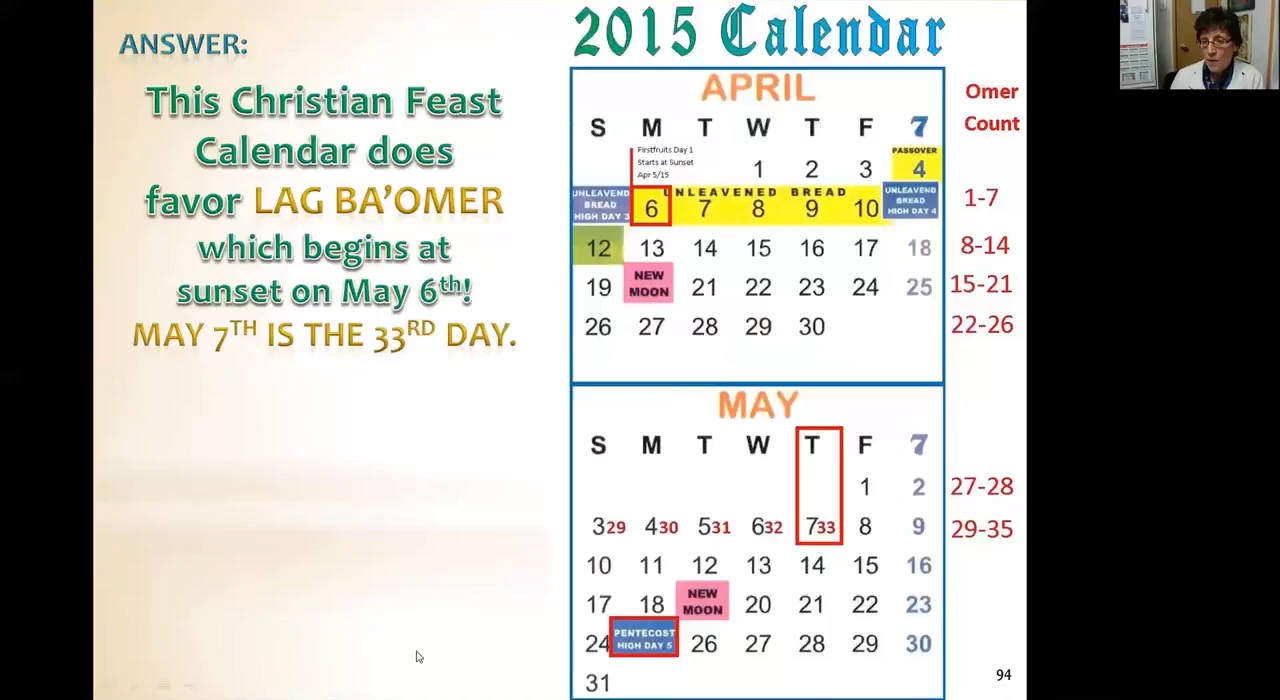 ANSWER:
This Christian Feast
Calendar does
favor LAG BA'OMER
which begins at
sunset on May 6th!
MAY 7TH IS THE 33RD DAY.
2015 Calendar
APRIL
Omer
Count
S M T W T F 7
Firstfruits Day 1
Starts at Sunset
Apr 5/15
PASSOVER
1 2 3 4
UNLEAVENED BREAD
UNLEAVEND
BREAD
HIGH DAY 3
6 7 8 9 10
UNLEAVEND
BREAD
HIGH DAY 4
1-7
12 13 14 15 16 17 18 8-14
19 NEW MOON 21 22 23 24 25 15-21
26 27 28 29 30 22-26
MAY
S M T W T F 7
1 2 27-28
3 29 4 30 5 31 6 32 7 33 8 9 29-35
10 11 12 13 14 15 16
17 18 NEW MOON 20 21 22 23
24 PENTECOST HIGH DAY 5 26 27 28 29 30
31
94